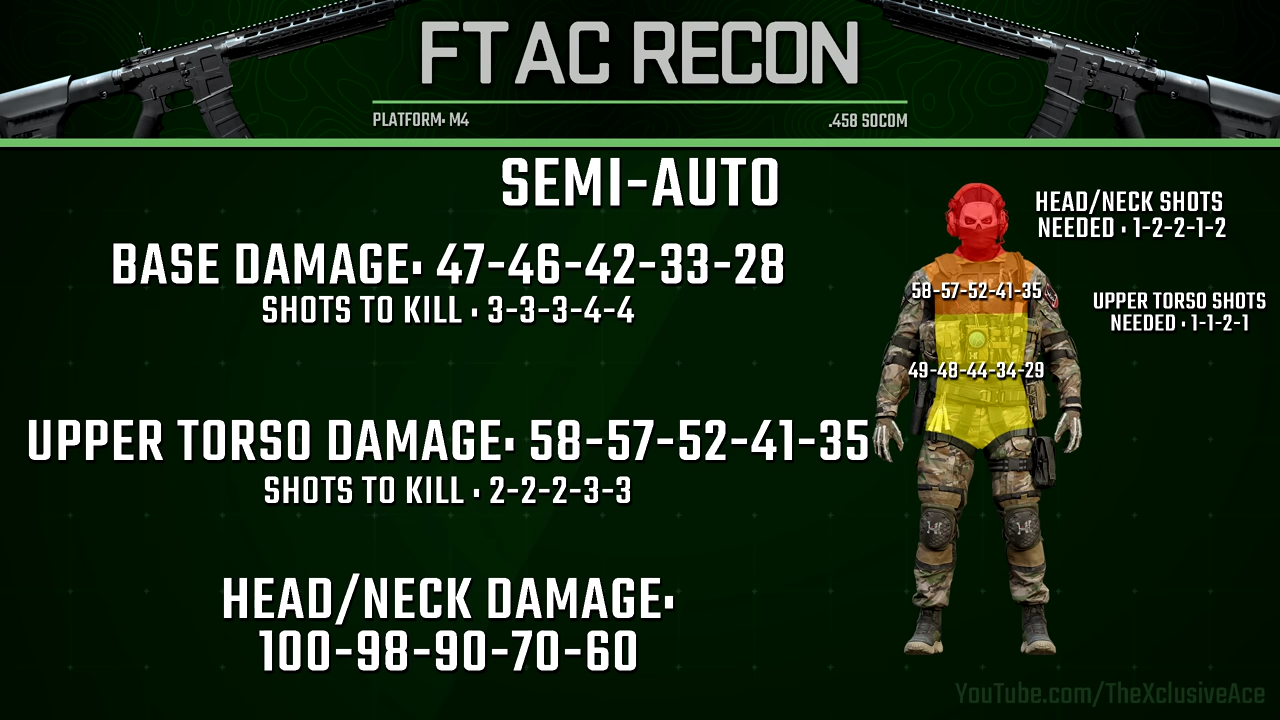 FTAC RECON
PLATFORM: M4
.458 SOCOM
SEMI-AUTO
BASE DAMAGE: 47-46-42-33-28
SHOTS TO KILL : 3-3-3-4-4
UPPER TORSO DAMAGE: 58-57-52-41-35
SHOTS TO KILL : 2-2-2-3-3
HEAD/NECK DAMAGE:
100-98-90-70-60
HEAD/NECK SHOTS
NEEDED : 1-2-2-1-2
58-57-52-41-35
UPPER TORSO SHOTS
NEEDED : 1-1-2-1
49-48-44-34-29
YouTube.com/TheXclusiveAce